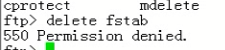 cprotect mdelete
ftp> delete fstab
550 Permission denied.
ftp>